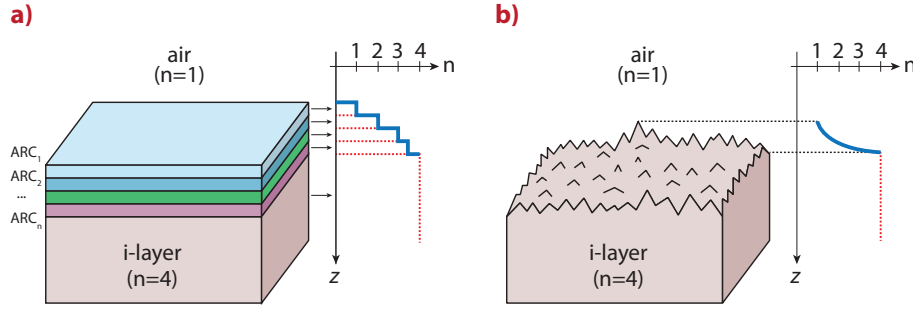 a)
air
(n=1)
1 2 3 4
n
ARC1
ARC2
...
ARCn
i-layer
(n=4)
z
b)
air
(n=1)
1 2 3 4
n
i-layer
(n=4)
z